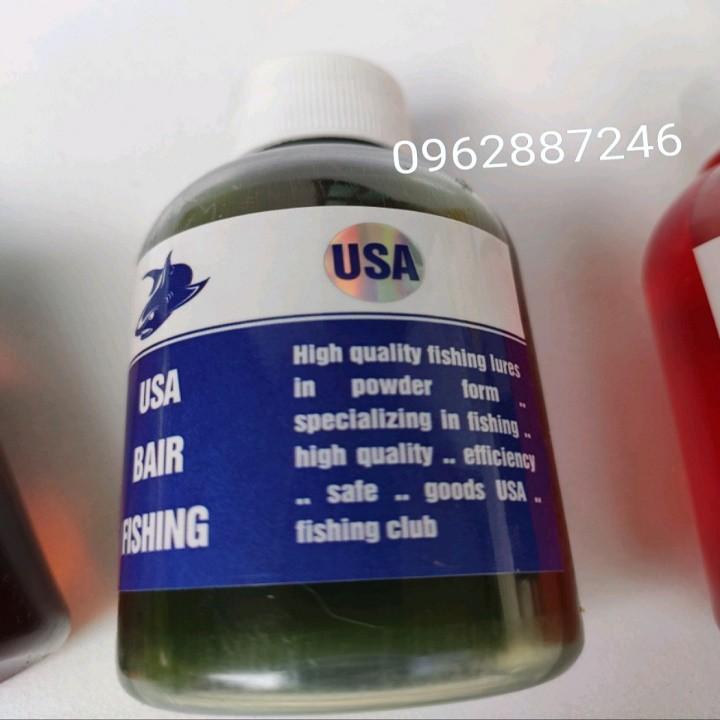 0962887246
USA
USA
BAIR
FISHING
High quality fishing lures
in powder form ..
specializing in fishing ..
high quality .. efficiency
.. safe .. goods USA ..
fishing club